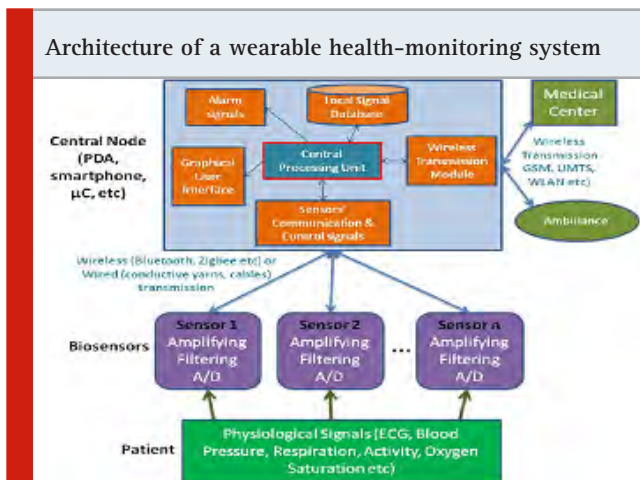 Architecture of a wearable health-monitoring system
Central Node
(PDA,
smartphone,
µC, etc)
Alarm
signals
Local Signal
Database
Graphical
User
Interface
Central
Processing Unit
Wireless
Transmission
Module
Sensors'
Communication &
Control signals
Medical
Center
Wireless
Transmission
GSM, UMTS,
WLAN etc)
Ambulance
Wireless (Bluetooth, Zigbee etc) or
Wired (conductive yarns, cables)
transmission
Biosensors
Sensor 1
Amplifying
Filtering
A/D
Sensor 2
Amplifying
Filtering
A/D
...
Sensor n
Amplifying
Filtering
A/D
Patient
Physiological Signals (ECG, Blood
Pressure, Respiration, Activity, Oxygen
Saturation etc)